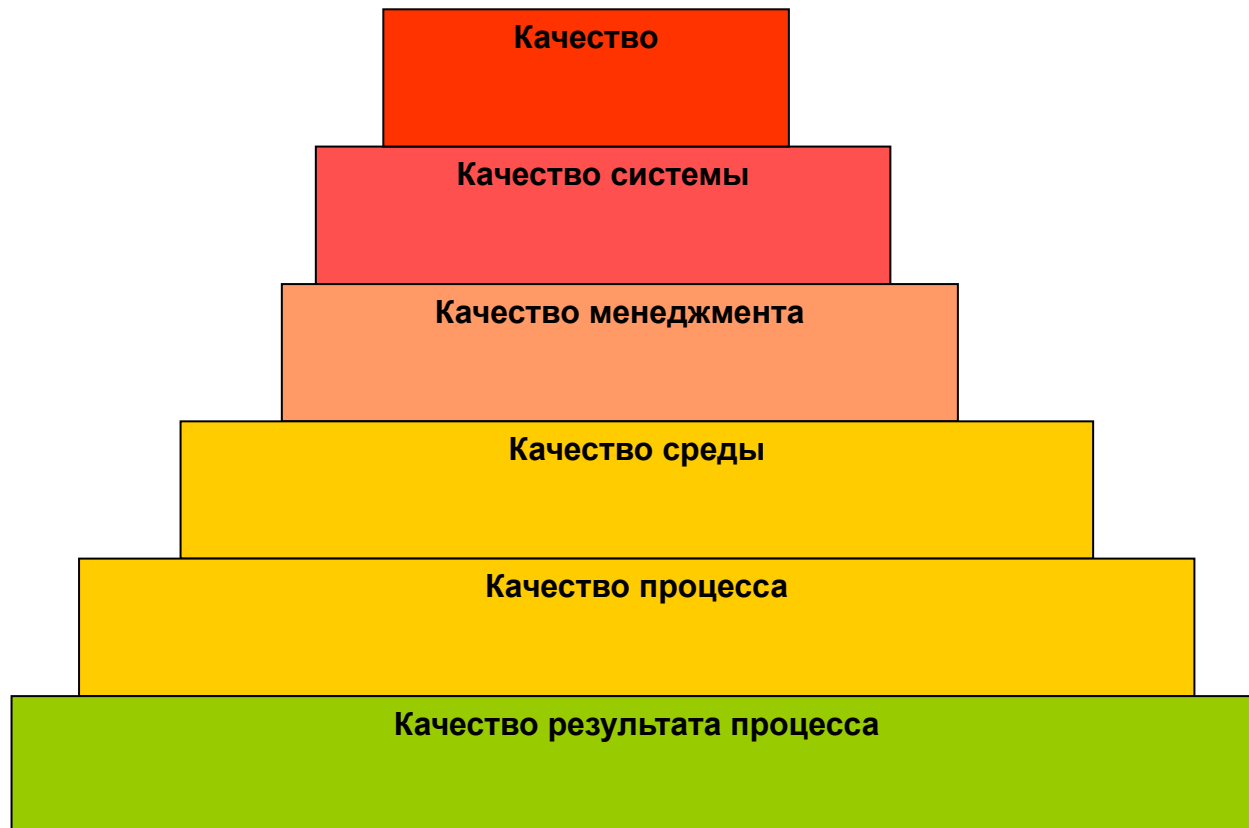 Качество
Качество системы
Качество менеджмента
Качество среды
Качество процесса
Качество результата процесса